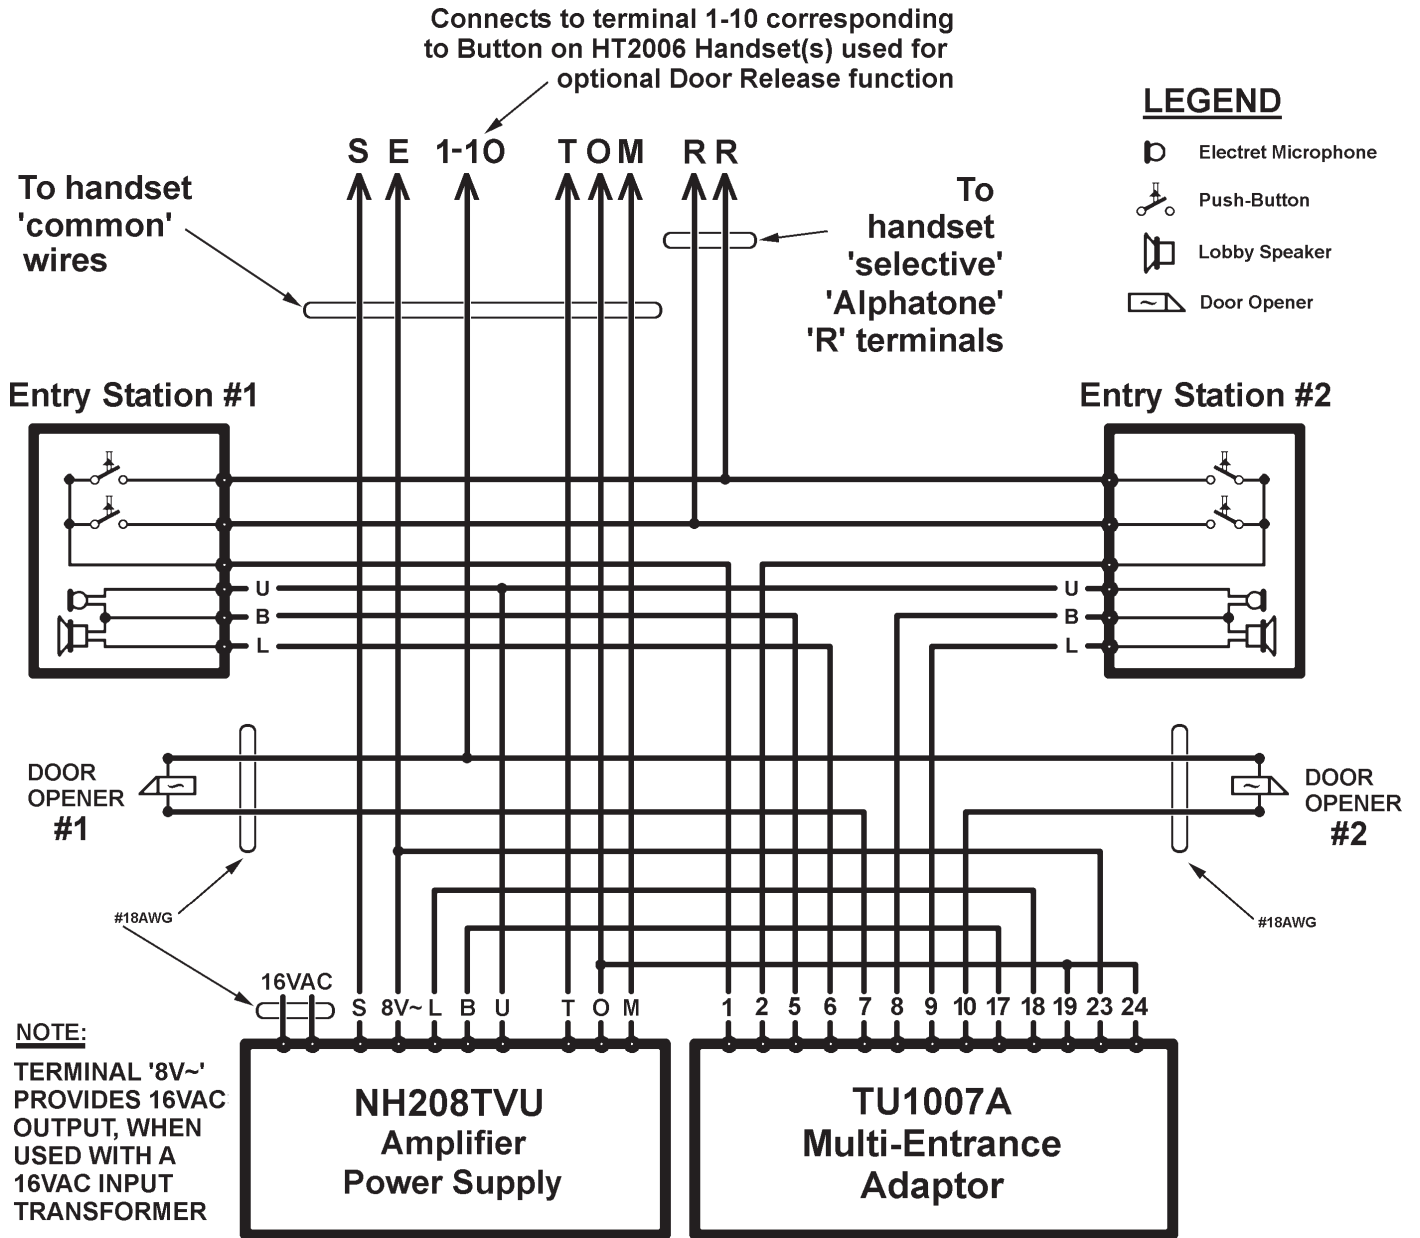 Connects to terminal 1-10 corresponding
to Button on HT2006 Handset(s) used for
optional Door Release function
LEGEND
Electret Microphone
Push-Button
Lobby Speaker
Door Opener
S E 1-10 T O M R R
To handset
'common'
wires
To
handset
'selective'
'Alphatone'
'R' terminals
Entry Station #1
Entry Station #2
U
B
L
U
B
L
DOOR
OPENER
#1
DOOR
OPENER
#2
#18AWG
#18AWG
16VAC
S 8V~ L B U T O M
1 2 5 6 7 8 9 10 17 18 19 23 24
NOTE:
TERMINAL '8V~'
PROVIDES 16VAC
OUTPUT, WHEN
USED WITH A
16VAC INPUT
TRANSFORMER
NH208TVU
Amplifier
Power Supply
TU1007A
Multi-Entrance
Adaptor